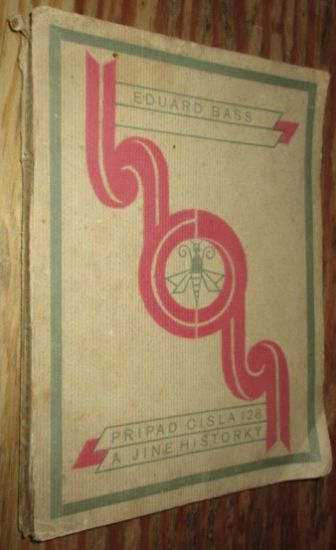 EDUARD BASS
PŘÍPAD ČÍSLA 128
A JINÉ HISTORKY